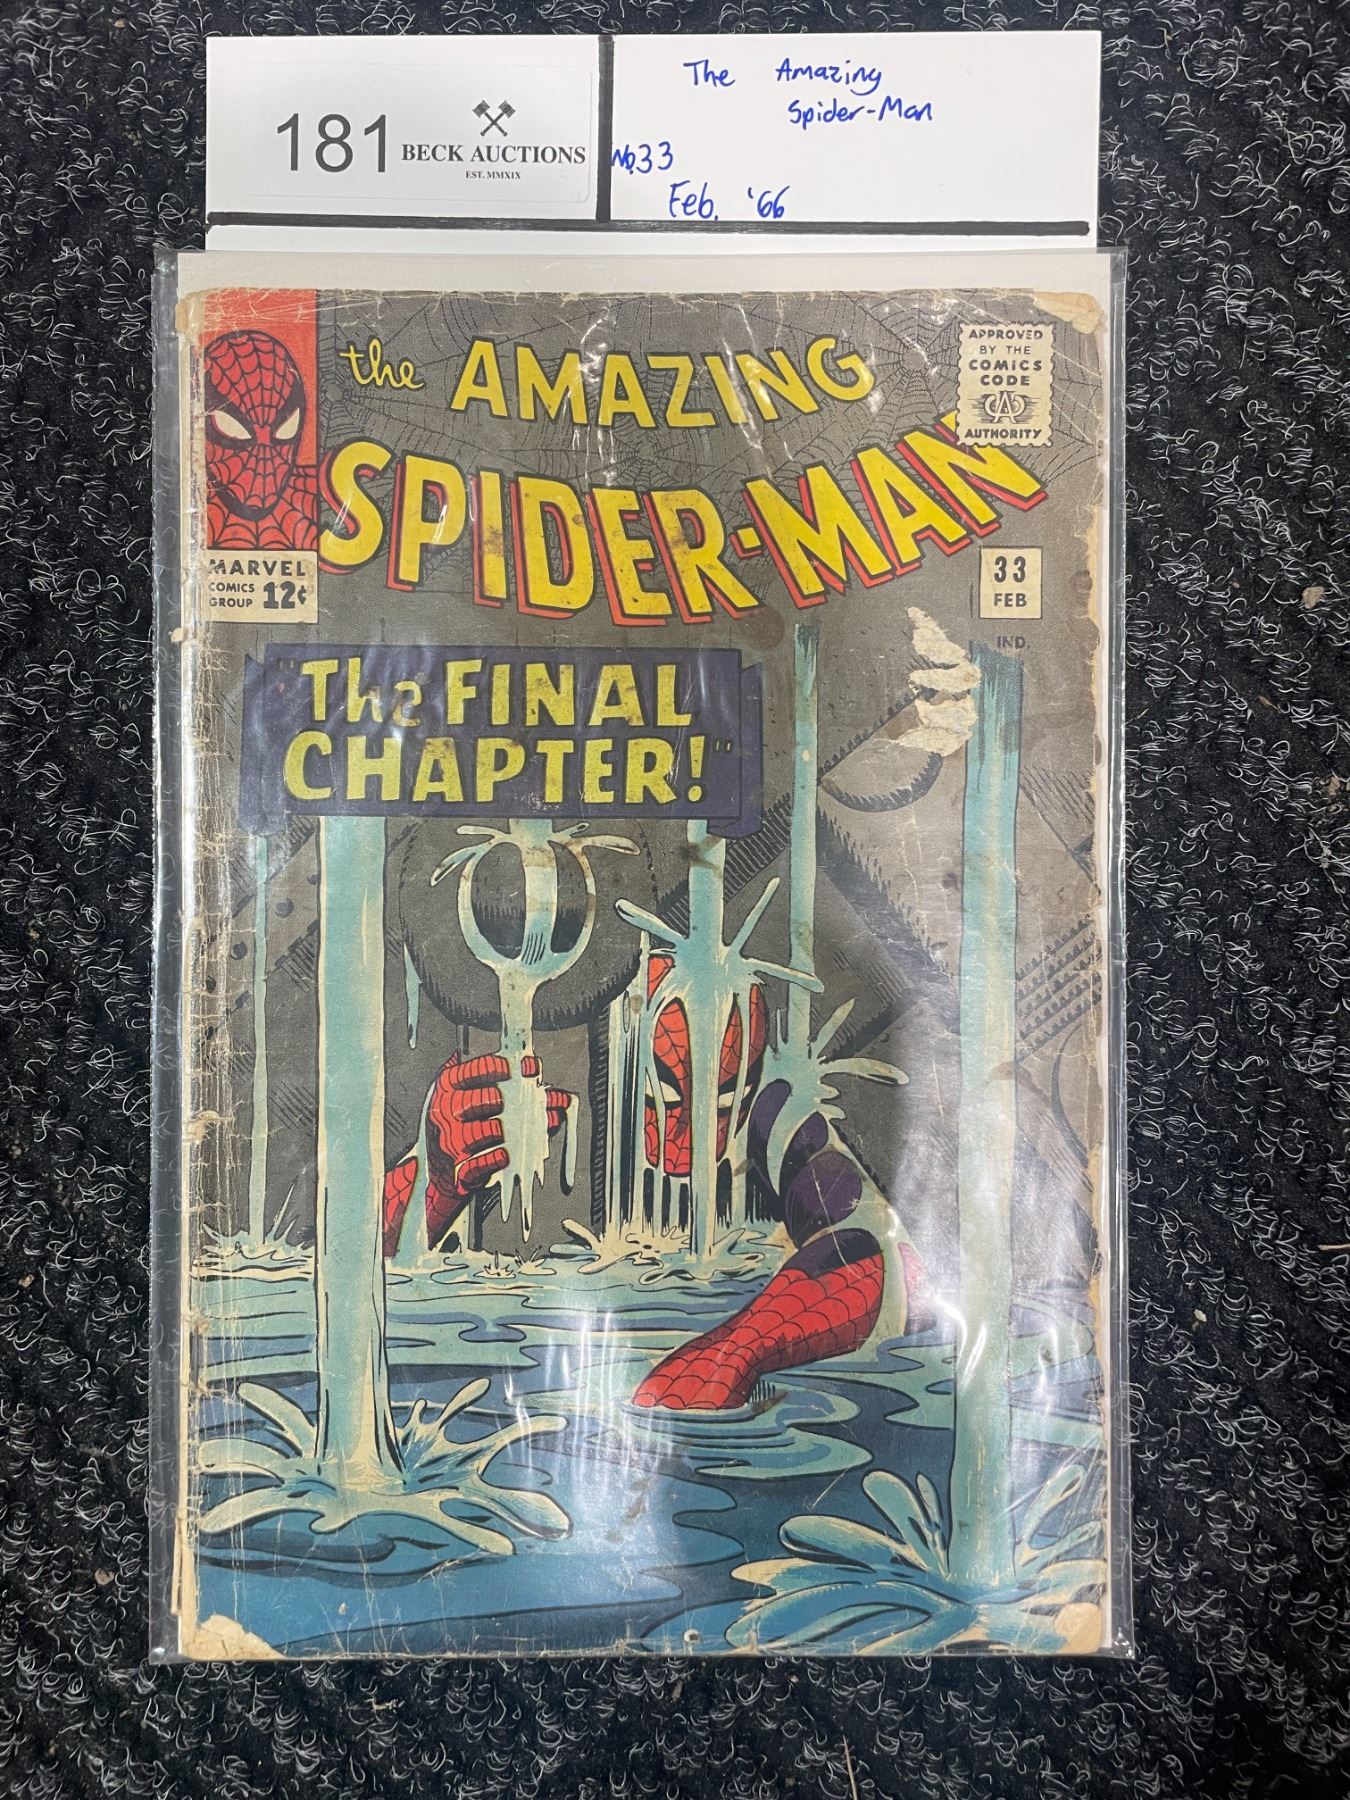 181
BECK AUCTIONS
EST. MMXIX
The Amazing
Spider-Man
No.33
Feb. '66
the AMAZING
SPIDER-MAN
APPROVED
BY THE
COMICS
CODE
CA
AUTHORITY
MARVEL
COMICS
GROUP 12¢
33
FEB
IND.
"The FINAL
CHAPTER!"